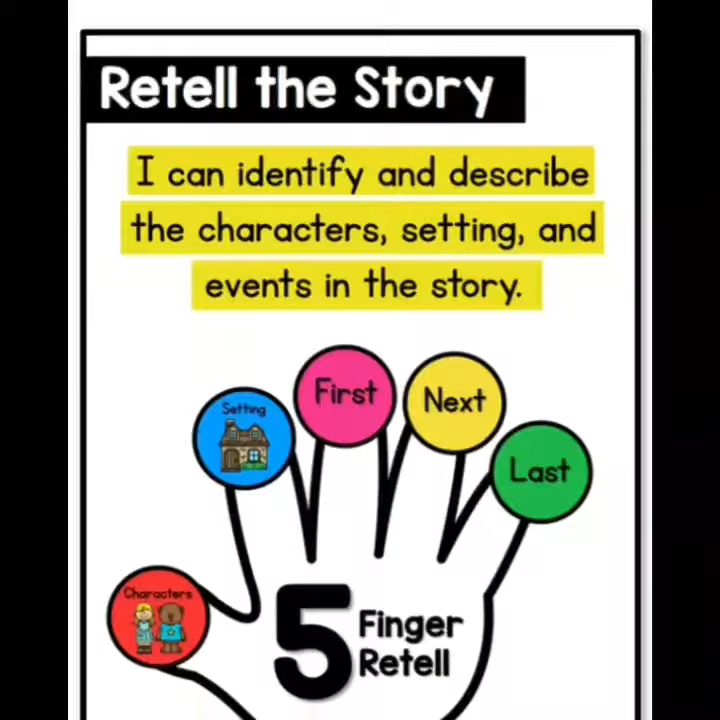 Retell the Story
I can identify and describe
the characters, setting, and
events in the story.
Setting
First
Next
Last
Characters
5 Finger
Retell